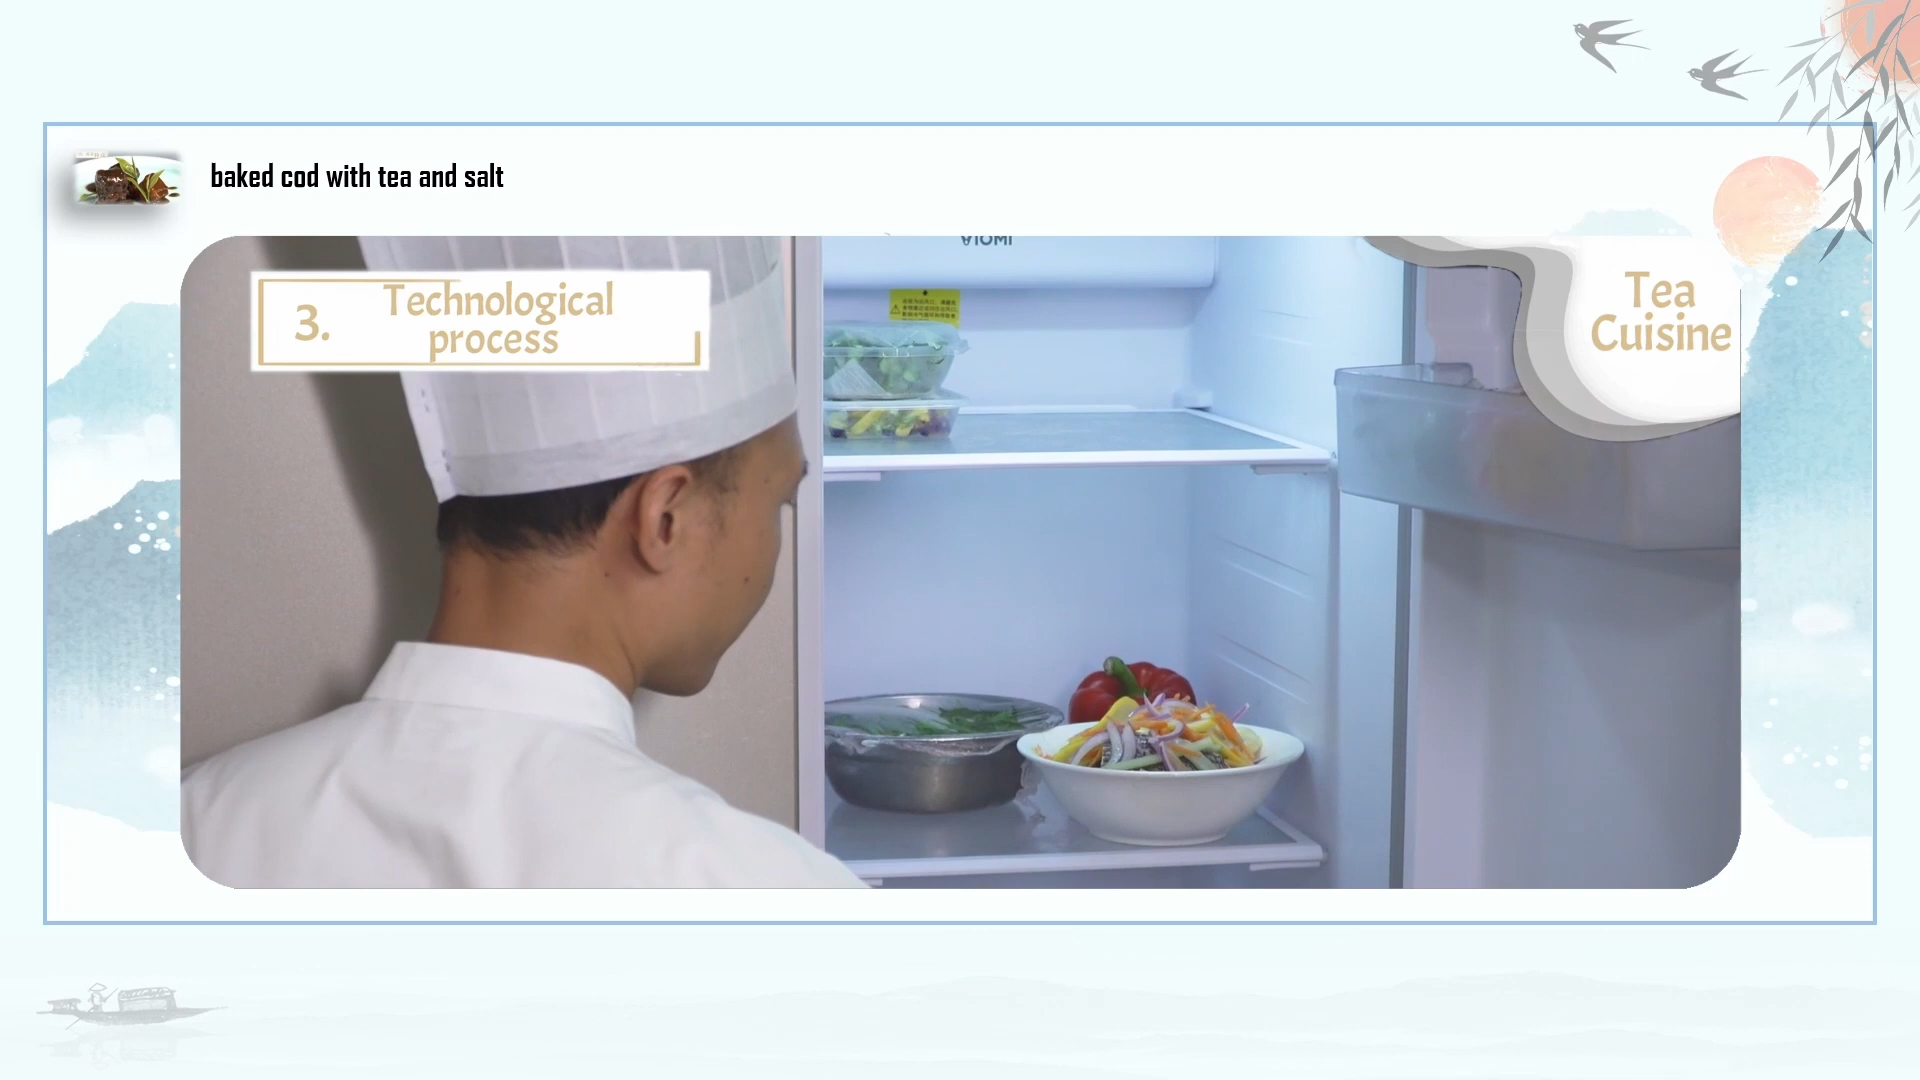 baked cod with tea and salt
3.
Technological
process
VIOMI
Tea
Cuisine